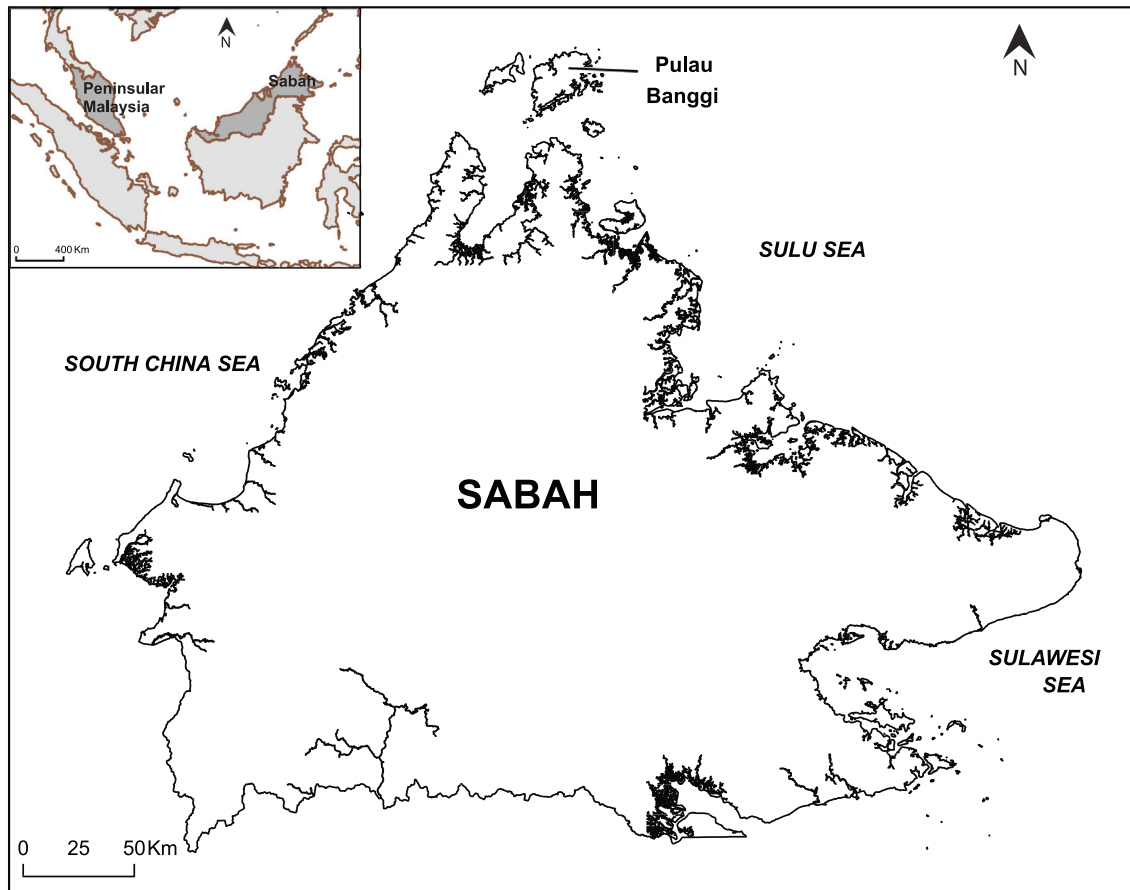 N
Peninsular
Malaysia
Sabah
0 400 Km
N
Pulau
Banggi
SULU SEA
SOUTH CHINA SEA
SABAH
SULAWESI
SEA
0 25 50 Km